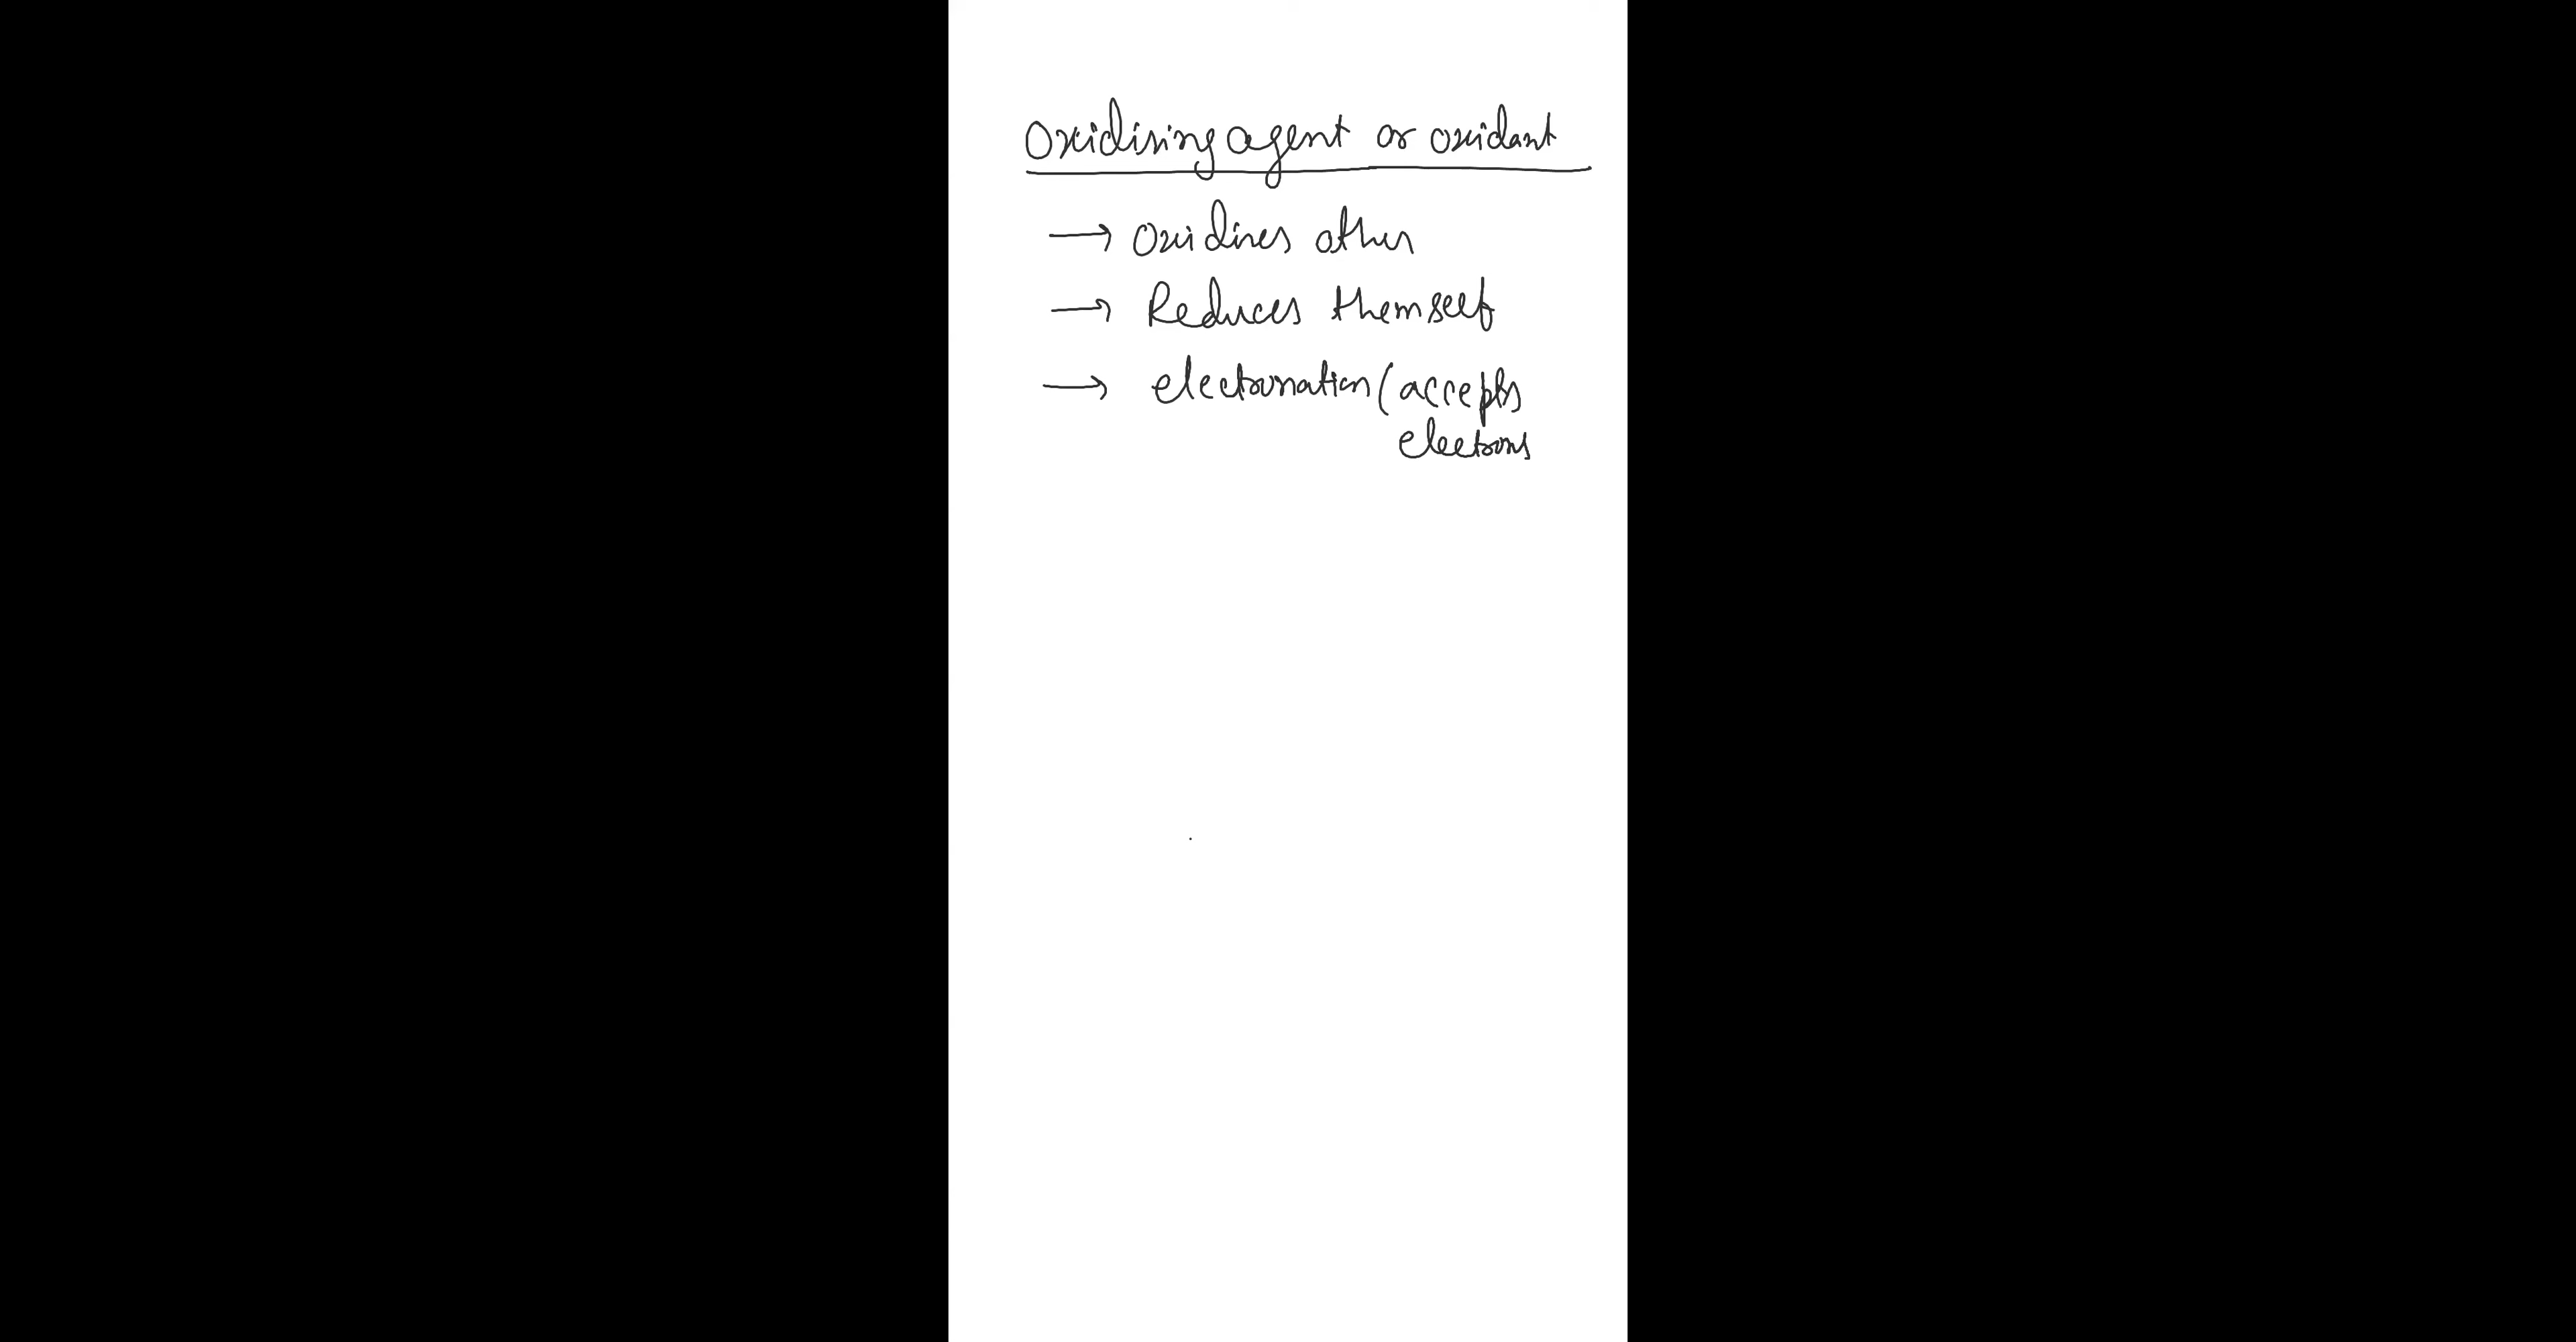 Oxidising agent or oxidant
→ Oxidises other
→ Reduces themself
→ electronation (accepts
electrons